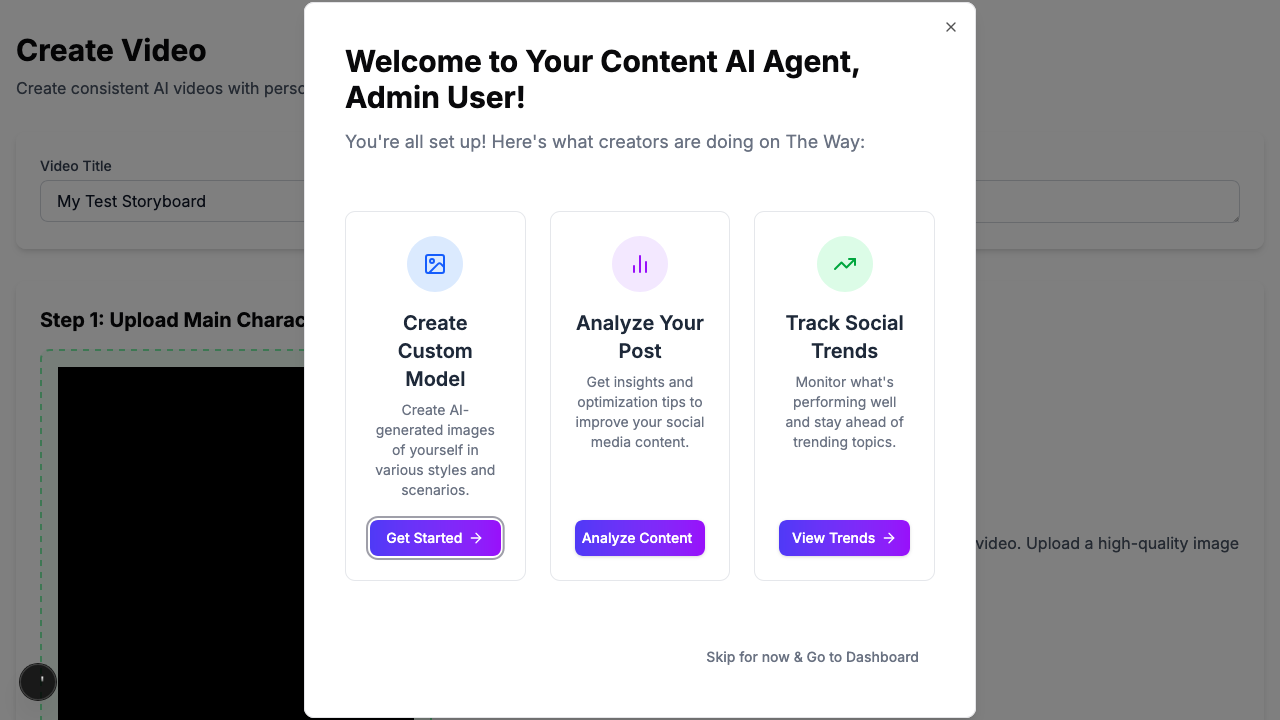 Create Video
Create consistent AI videos with
Video Title
My Test Storyboard
Step 1: Upload Main
video. Upload a high-quality image
Welcome to Your Content AI Agent,
Admin User!
You're all set up! Here's what creators are doing on The Way:
Create
Custom
Model
Create AI-
generated images
of yourself in
various styles and
scenarios.
Get Started
Analyze Your
Post
Get insights and
optimization tips to
improve your social
media content.
Analyze Content
Track Social
Trends
Monitor what's
performing well
and stay ahead of
trending topics.
View Trends
Skip for now & Go to Dashboard